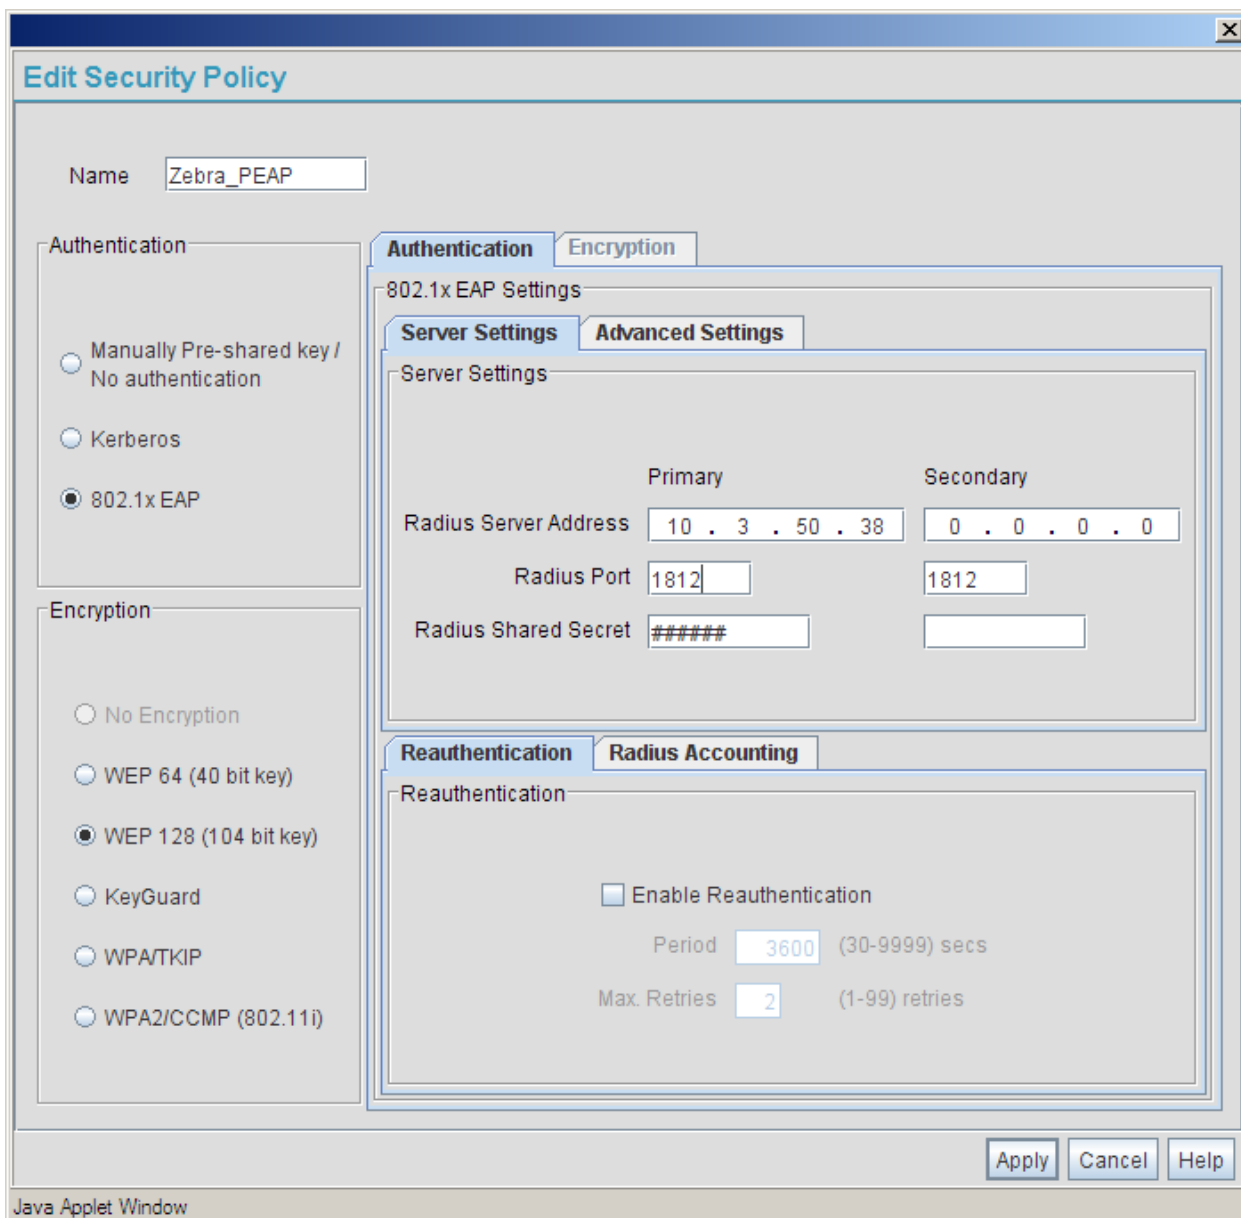 Edit Security Policy
Name Zebra_PEAP
Authentication
Manually Pre-shared key /
No authentication
Kerberos
802.1x EAP
Encryption
No Encryption
WEP 64 (40 bit key)
WEP 128 (104 bit key)
KeyGuard
WPA/TKIP
WPA2/CCMP (802.11i)
Authentication Encryption
802.1x EAP Settings
Server Settings Advanced Settings
Server Settings
Primary Secondary
Radius Server Address 10 . 3 . 50 . 38 0 . 0 . 0 . 0
Radius Port 1812 1812
Radius Shared Secret ######
Reauthentication Radius Accounting
Reauthentication
Enable Reauthentication
Period 3600 (30-9999) secs
Max. Retries 2 (1-99) retries
Apply Cancel Help
Java Applet Window